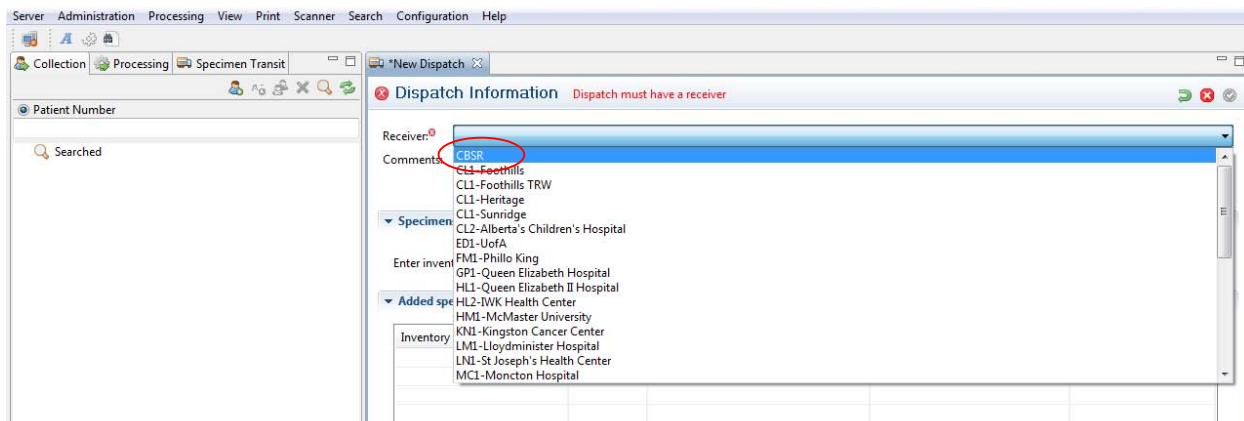 Server Administration Processing View Print Scanner Search Configuration Help
A
Collection Processing Specimen Transit
*New Dispatch
Dispatch Information Dispatch must have a receiver
Patient Number
Searched
Receiver:
Comments:
CBSR
CL1-Foothills
CL1-Foothills TRW
CL1-Heritage
CL1-Sunridge
CL2-Alberta's Children's Hospital
ED1-UofA
FM1-Phillo King
GP1-Queen Elizabeth Hospital
HL1-Queen Elizabeth II Hospital
HL2-IWK Health Center
HM1-McMaster University
KN1-Kingston Cancer Center
LM1-Lloydminister Hospital
LN1-St Joseph's Health Center
MC1-Moncton Hospital
Specimen
Enter invent
Added spe
Inventory